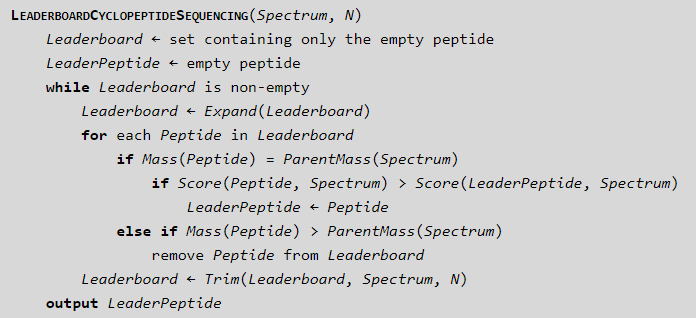 LEADERBOARDCYCLOPEPTIDESEQUENCING(Spectrum, N)
Leaderboard ← set containing only the empty peptide
LeaderPeptide ← empty peptide
while Leaderboard is non-empty
Leaderboard ← Expand(Leaderboard)
for each Peptide in Leaderboard
if Mass(Peptide) = ParentMass(Spectrum)
if Score(Peptide, Spectrum) > Score(LeaderPeptide, Spectrum)
LeaderPeptide ← Peptide
else if Mass(Peptide) > ParentMass(Spectrum)
remove Peptide from Leaderboard
Leaderboard ← Trim(Leaderboard, Spectrum, N)
output LeaderPeptide